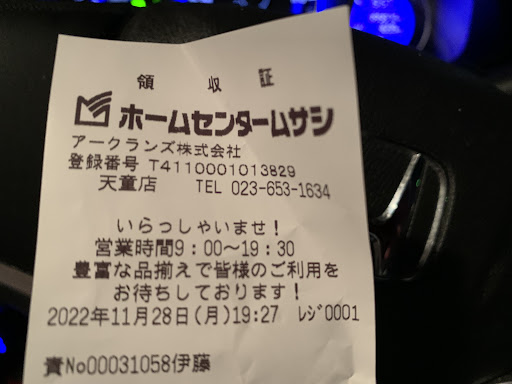 領収証
ホームセンタームサシ
アークランズ株式会社
登録番号 T4110001013829
天童店 TEL 023-653-1634
いらっしゃいませ!
営業時間9:00〜19:30
豊富な品揃えで皆様のご利用を
お待ちしております!
2022年11月28日(月)19:27 レジ0001
責No00031058伊藤